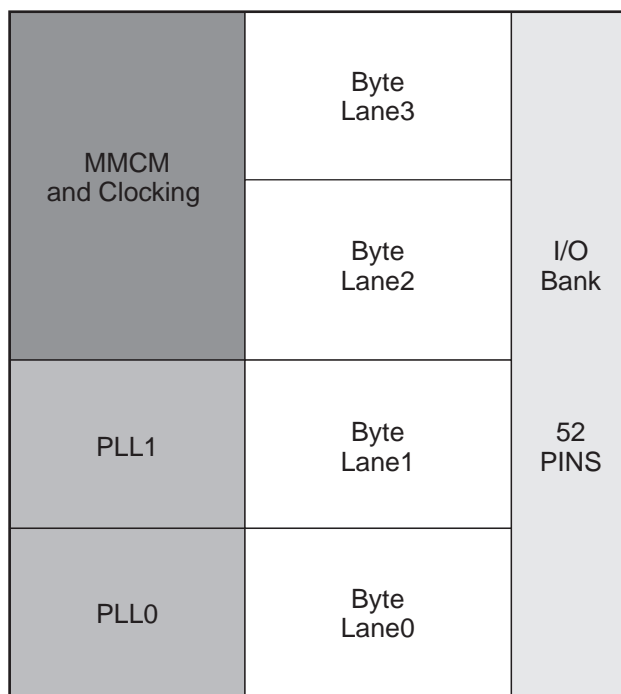 MMCM
and Clocking
Byte
Lane3
Byte
Lane2
I/O
Bank
PLL1
Byte
Lane1
52
PINS
PLL0
Byte
Lane0